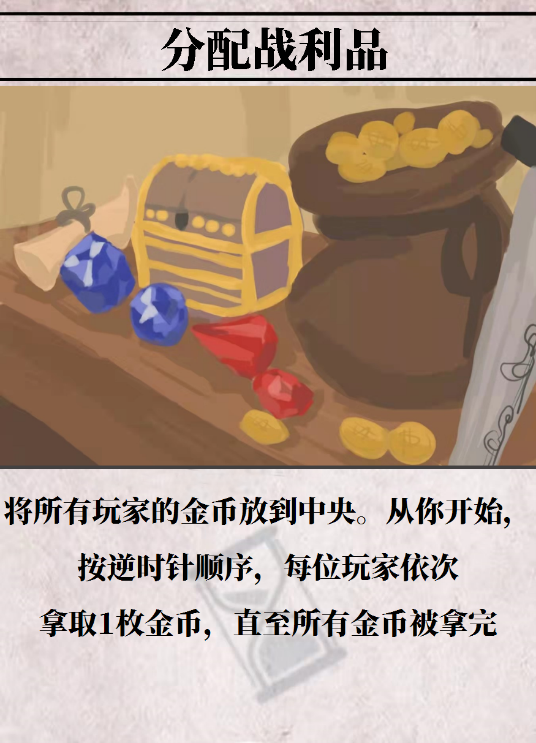 分配战利品
将所有玩家的金币放到中央。从你开始,
按逆时针顺序,每位玩家依次
拿取1枚金币,直至所有金币被拿完